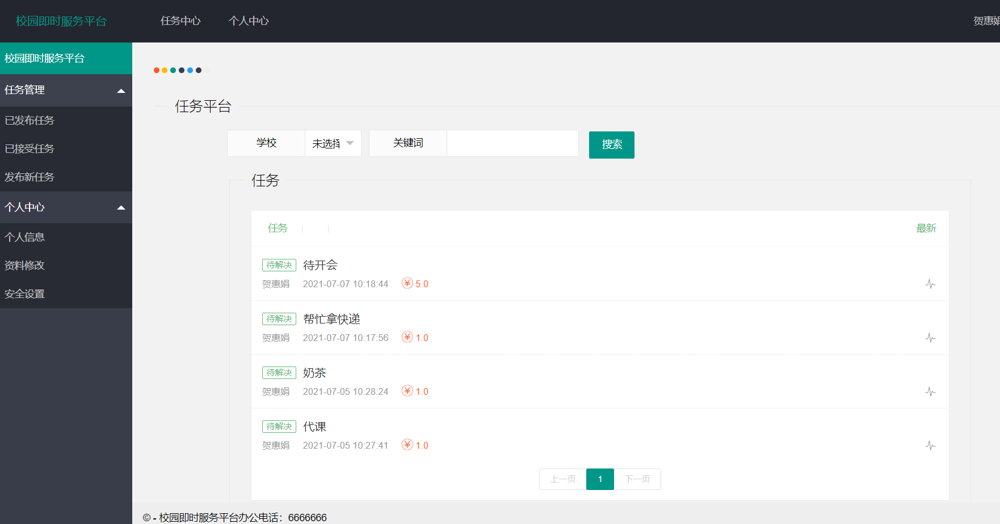 校园即时服务平台 任务中心 个人中心 贺惠娟
校园即时服务平台
任务管理
已发布任务
已接受任务
发布新任务
个人中心
个人信息
资料修改
安全设置
任务平台
学校 未选择 关键词 搜索
任务
任务 最新
待解决 待开会
贺惠娟 2021-07-07 10:18:44 ¥ 5.0
待解决 帮忙拿快递
贺惠娟 2021-07-07 10:17:56 ¥ 1.0
待解决 奶茶
贺惠娟 2021-07-05 10:28:24 ¥ 1.0
待解决 代课
贺惠娟 2021-07-05 10:27:41 ¥ 1.0
上一页 1 下一页
© - 校园即时服务平台办公电话：6666666